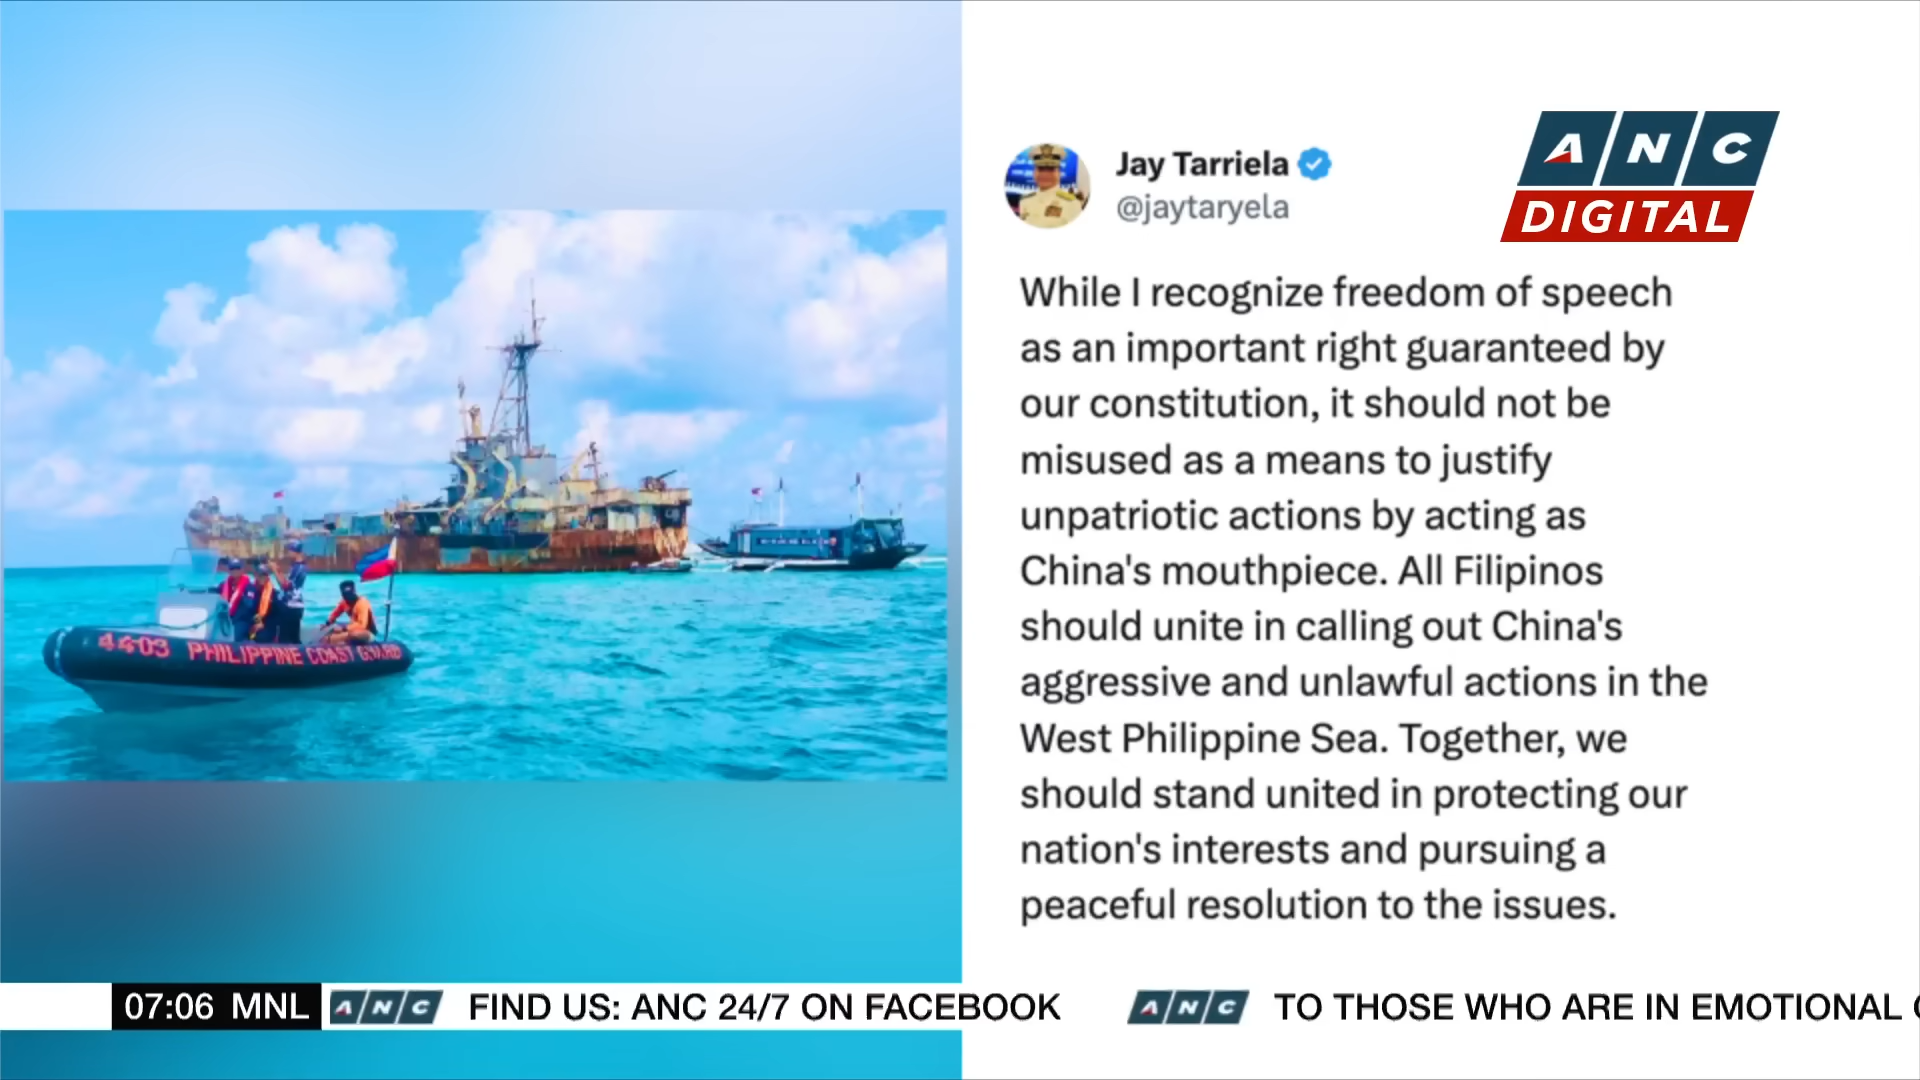 ANC
DIGITAL
Jay Tarriela
@jaytaryela
While I recognize freedom of speech
as an important right guaranteed by
our constitution, it should not be
misused as a means to justify
unpatriotic actions by acting as
China's mouthpiece. All Filipinos
should unite in calling out China's
aggressive and unlawful actions in the
West Philippine Sea. Together, we
should stand united in protecting our
nation's interests and pursuing a
peaceful resolution to the issues.
4403 PHILIPPINE COAST GUARD
07:06 MNL ANC FIND US: ANC 24/7 ON FACEBOOK ANC TO THOSE WHO ARE IN EMOTIONAL